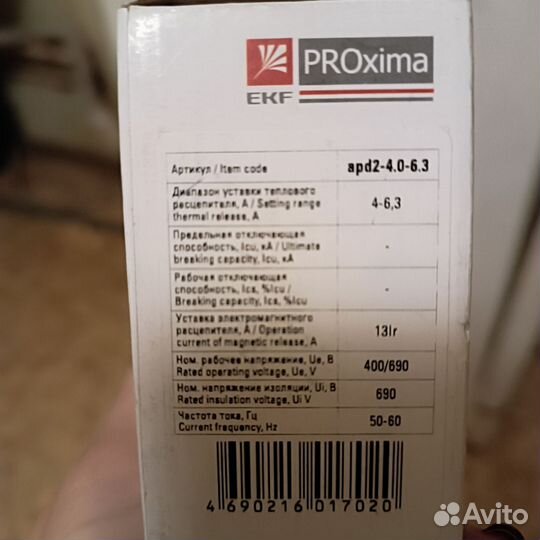 EKF
PROxima
Артикул / Item code
apd2-4.0-6.3
Диапазон уставки теплового
расцепителя, А / Setting range
thermal release, A
4-6,3
Предельная отключающая
способность, Icu, кА / Ultimate
breaking capacity, Icu, кА
-
Рабочая отключающая
способность, Ics, %Icu /
Breaking capacity, Ics, %Icu
-
Уставка электромагнитного
расцепителя, А / Operation
current of magnetic release, A
13Ir
Ном. рабочее напряжение, Ue, В
Rated operating voltage, Ue, V
400/690
Ном. напряжение изоляции, Ui, В
Rated insulation voltage, Ui V
690
Частота тока, Гц
Current frequency, Hz
50-60
4 690216 017020
Avito